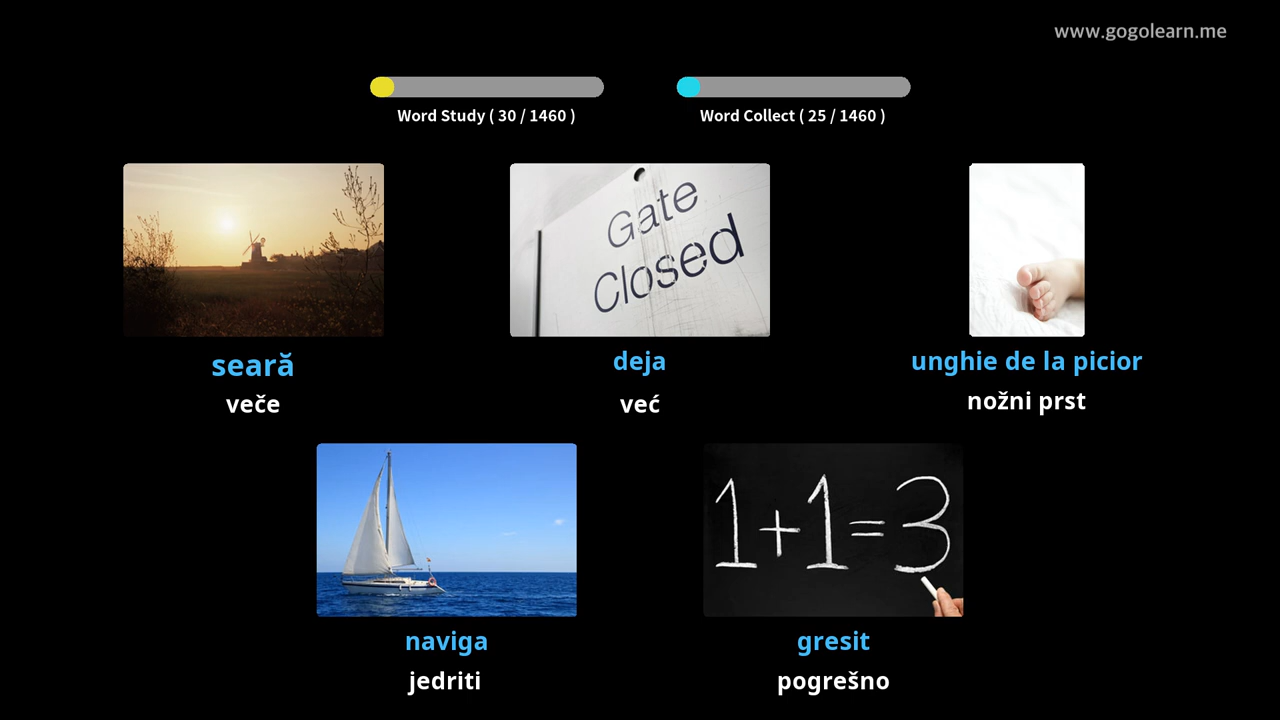 www.gogolearn.me
Word Study ( 30 / 1460 )
Word Collect ( 25 / 1460 )
Gate
Closed
seară
veče
deja
već
unghie de la picior
nožni prst
1+1=3
naviga
jedriti
gresit
pogrešno